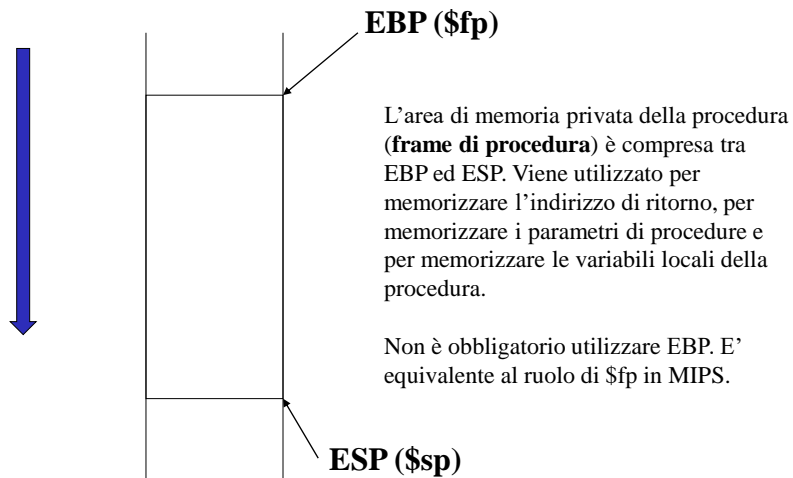 EBP ($fp)
L’area di memoria privata della procedura
(frame di procedura) è compresa tra
EBP ed ESP. Viene utilizzato per
memorizzare l’indirizzo di ritorno, per
memorizzare i parametri di procedure e
per memorizzare le variabili locali della
procedura.
Non è obbligatorio utilizzare EBP. E’
equivalente al ruolo di $fp in MIPS.
ESP ($sp)